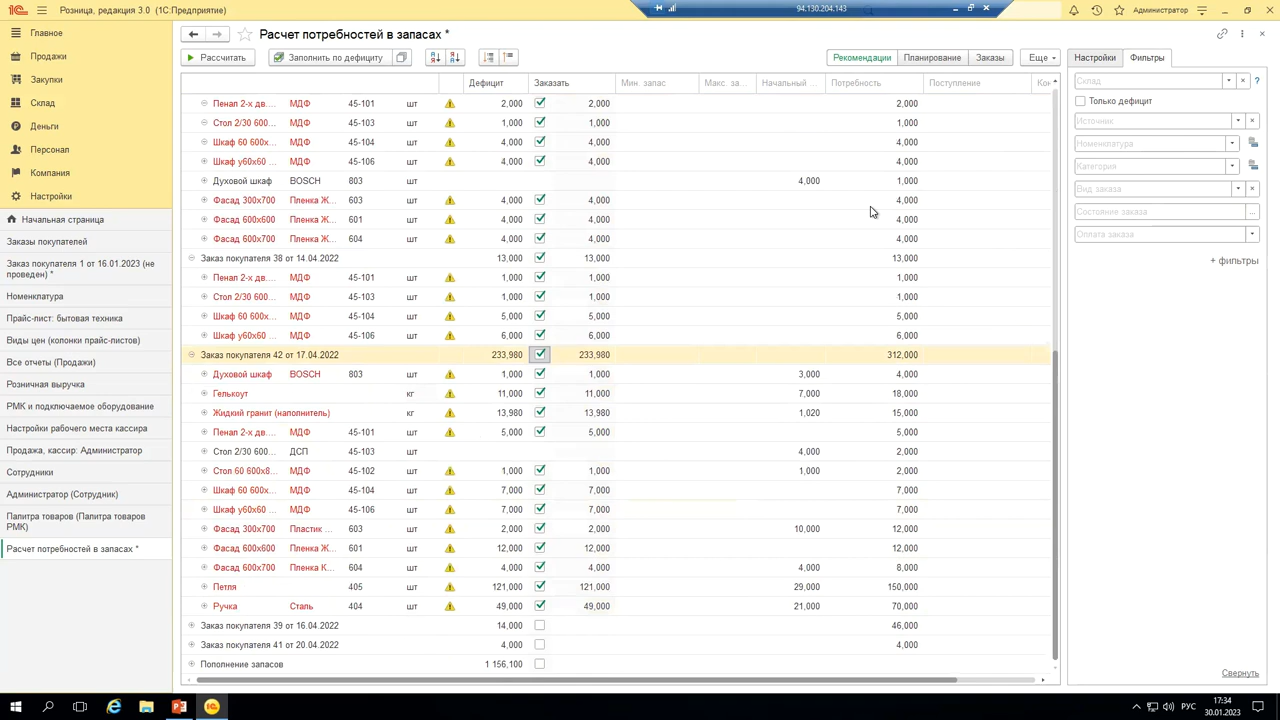 Розница, редакция 3.0 (1С:Предприятие)
94.130.204.143
Администратор
Главное
Продажи
Закупки
Склад
Деньги
Персонал
Компания
Настройки
Начальная страница
Заказы покупателей
Заказ покупателя 1 от 16.01.2023 (не
проведен) *
Номенклатура
Прайс-лист: бытовая техника
Виды цен (колонки прайс-листов)
Все отчеты (Продажи)
Розничная выручка
РМК и подключаемое оборудование
Настройки рабочего места кассира
Продажа, кассир: Администратор
Сотрудники
Администратор (Сотрудник)
Палитра товаров (Палитра товаров
РМК)
Расчет потребностей в запасах *
Расчет потребностей в запасах *
Рассчитать Заполнить по дефициту Рекомендации Планирование Заказы Еще
Дефицит Заказать Мин. запас Макс. за... Начальный ... Потребность Поступление Кон
Пенал 2-х дв.... МДФ 45-101 шт 2,000 2,000 2,000
Стол 2/30 600... МДФ 45-103 шт 1,000 1,000 1,000
Шкаф 60 600х... МДФ 45-104 шт 4,000 4,000 4,000
Шкаф у60х60 ... МДФ 45-106 шт 4,000 4,000 4,000
Духовой шкаф BOSCH 803 шт 4,000 1,000
Фасад 300х700 Пленка Ж... 603 шт 4,000 4,000 4,000
Фасад 600х600 Пленка Ж... 601 шт 4,000 4,000 4,000
Фасад 600х700 Пленка Ж... 604 шт 4,000 4,000 4,000
Заказ покупателя 38 от 14.04.2022 13,000 13,000 13,000
Пенал 2-х дв.... МДФ 45-101 шт 1,000 1,000 1,000
Стол 2/30 600... МДФ 45-103 шт 1,000 1,000 1,000
Шкаф 60 600х... МДФ 45-104 шт 5,000 5,000 5,000
Шкаф у60х60 ... МДФ 45-106 шт 6,000 6,000 6,000
Заказ покупателя 42 от 17.04.2022 233,980 233,980 312,000
Духовой шкаф BOSCH 803 шт 1,000 1,000 3,000 4,000
Гелькоут кг 11,000 11,000 7,000 18,000
Жидкий гранит (наполнитель) кг 13,980 13,980 1,020 15,000
Пенал 2-х дв.... МДФ 45-101 шт 5,000 5,000 5,000
Стол 2/30 600... ДСП 45-103 шт 4,000 2,000
Стол 60 600х8... МДФ 45-102 шт 1,000 1,000 1,000 2,000
Шкаф 60 600х... МДФ 45-104 шт 7,000 7,000 7,000
Шкаф у60х60 ... МДФ 45-106 шт 7,000 7,000 7,000
Фасад 300х700 Пластик ... 603 шт 2,000 2,000 10,000 12,000
Фасад 600х600 Пленка Ж... 601 шт 12,000 12,000 12,000
Фасад 600х700 Пленка К... 604 шт 4,000 4,000 4,000 8,000
Петля 405 шт 121,000 121,000 29,000 150,000
Ручка Сталь 404 шт 49,000 49,000 21,000 70,000
Заказ покупателя 39 от 16.04.2022 14,000 46,000
Заказ покупателя 41 от 20.04.2022 4,000 4,000
Пополнение запасов 1 156,100
Настройки Фильтры
Склад
Только дефицит
Источник
Номенклатура
Категория
Вид заказа
Состояние заказа
Оплата заказа
+ фильтры
Свернуть
РУС
17:34
30.01.2023